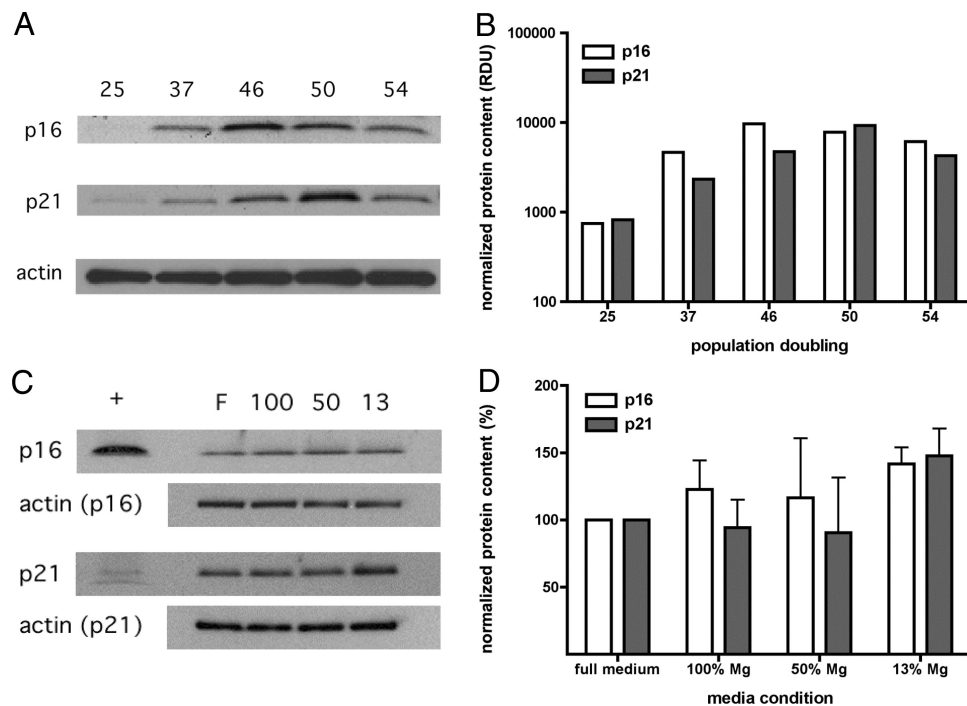 A
25 37 46 50 54
p16
p21
actin
B
normalized protein content (RDU)
100000
10000
1000
100
p16
p21
25 37 46 50 54
population doubling
C
+ F 100 50 13
p16
actin (p16)
p21
actin (p21)
D
normalized protein content (%)
200
150
100
50
p16
p21
full medium 100% Mg 50% Mg 13% Mg
media condition